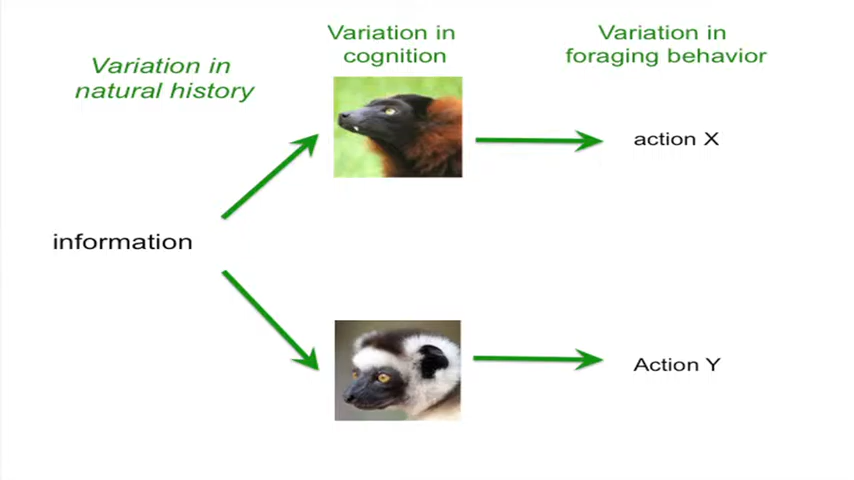 Variation in
natural history
Variation in
cognition
Variation in
foraging behavior
information
action X
Action Y